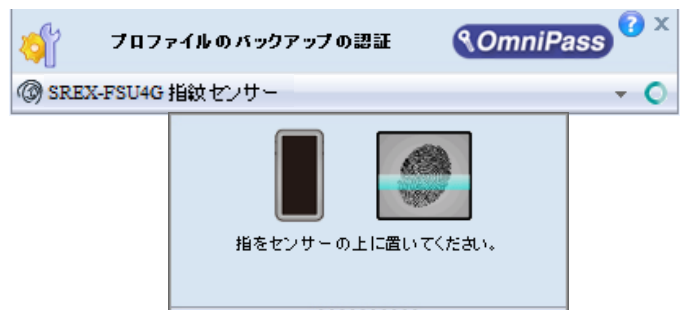 プロファイルのバックアップの認証
OmniPass
?
x
SREX-FSU4G 指紋センサー
指をセンサーの上に置いてください。